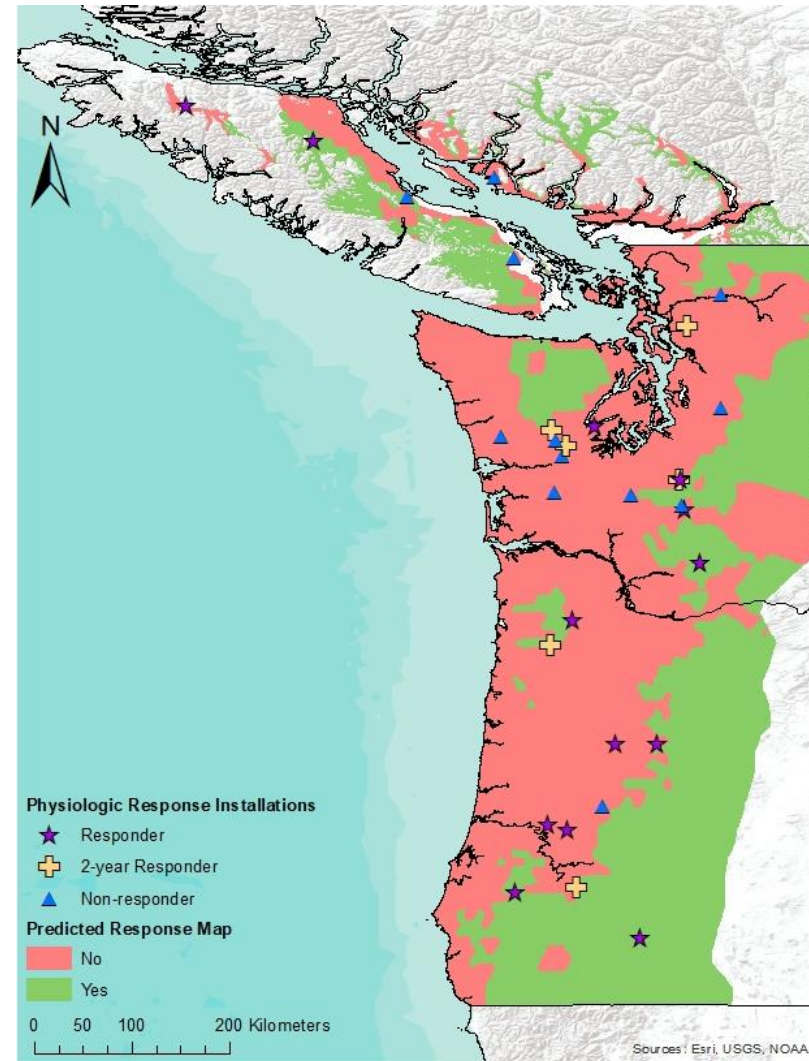 N
Physiologic Response Installations
Responder
2-year Responder
Non-responder
Predicted Response Map
No
Yes
0 50 100 200 Kilometers
Sources: Esri, USGS, NOAA